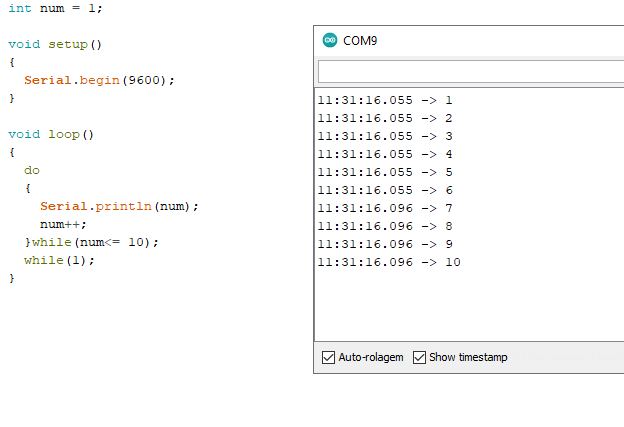 int num = 1;
void setup()
{
Serial.begin(9600);
}
void loop()
{
do
{
Serial.println(num);
num++;
}while(num<= 10);
while(1);
}
COM9
11:31:16.055 -> 1
11:31:16.055 -> 2
11:31:16.055 -> 3
11:31:16.055 -> 4
11:31:16.055 -> 5
11:31:16.055 -> 6
11:31:16.096 -> 7
11:31:16.096 -> 8
11:31:16.096 -> 9
11:31:16.096 -> 10
Auto-rolagem Show timestamp